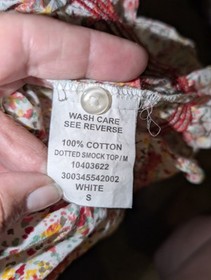 WASH CARE
SEE REVERSE
100% COTTON
DOTTED SMOCK TOP/M
10403622
300345542002
WHITE
S